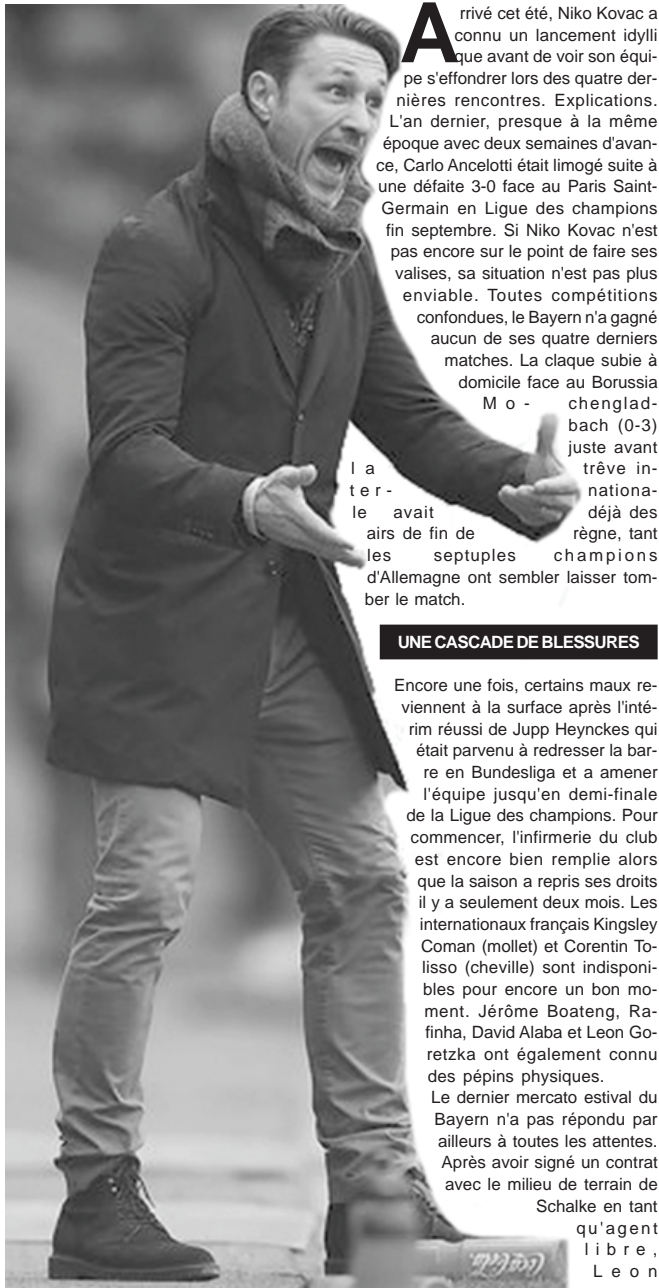 Arrivé cet été, Niko Kovac a
connu un lancement idylli
que avant de voir son équi-
pe s'effondrer lors des quatre der-
nières rencontres. Explications.
L'an dernier, presque à la même
époque avec deux semaines d'avan-
ce, Carlo Ancelotti était limogé suite à
une défaite 3-0 face au Paris Saint-
Germain en Ligue des champions
fin septembre. Si Niko Kovac n'est
pas encore sur le point de faire ses
valises, sa situation n'est pas plus
enviable. Toutes compétitions
confondues, le Bayern n'a gagné
aucun de ses quatre derniers
matches. La claque subie à
domicile face au Borussia
Mo- chenglad-
bach (0-3)
juste avant
la trêve in-
ter- nationa-
le avait déjà des
airs de fin de règne, tant
les septuples champions
d'Allemagne ont sembler laisser tom-
ber le match.
UNE CASCADE DE BLESSURES
Encore une fois, certains maux re-
viennent à la surface après l'inté-
rim réussi de Jupp Heynckes qui
était parvenu à redresser la bar-
re en Bundesliga et a amener
l'équipe jusqu'en demi-finale
de la Ligue des champions. Pour
commencer, l'infirmerie du club
est encore bien remplie alors
que la saison a repris ses droits
il y a seulement deux mois. Les
internationaux français Kingsley
Coman (mollet) et Corentin To-
lisso (cheville) sont indisponi-
bles pour encore un bon mo-
ment. Jérôme Boateng, Ra-
finha, David Alaba et Leon Go-
retzka ont également connu
des pépins physiques.
Le dernier mercato estival du
Bayern n'a pas répondu par
ailleurs à toutes les attentes.
Après avoir signé un contrat
avec le milieu de terrain de
Schalke en tant
qu'agent
libre,
Leon
Coca-Cola